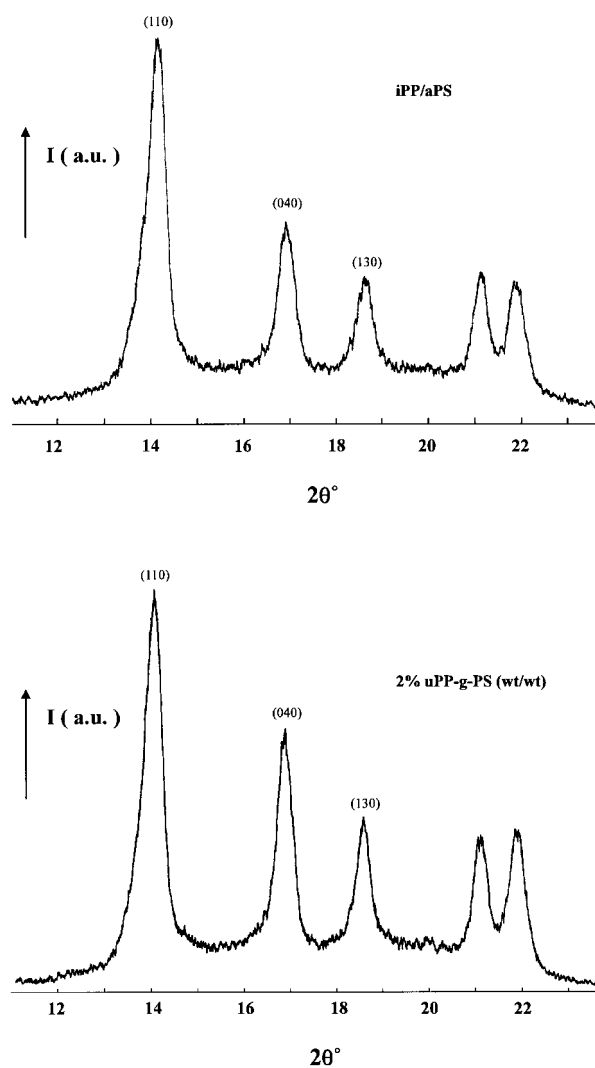 (110)
iPP/aPS
I ( a.u. )
(040)
(130)
12 14 16 18 20 22
2θ°
(110)
2% uPP-g-PS (wt/wt)
I ( a.u. )
(040)
(130)
12 14 16 18 20 22
2θ°